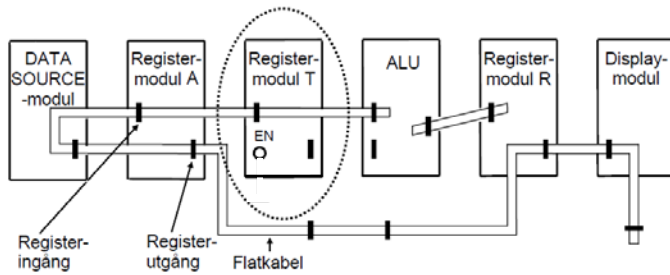 DATA
SOURCE
-modul
Register-
modul A
Register-
modul T
EN
ALU
Register-
modul R
Display-
modul
Register-
ingång
Register-
utgång
Flatkabel